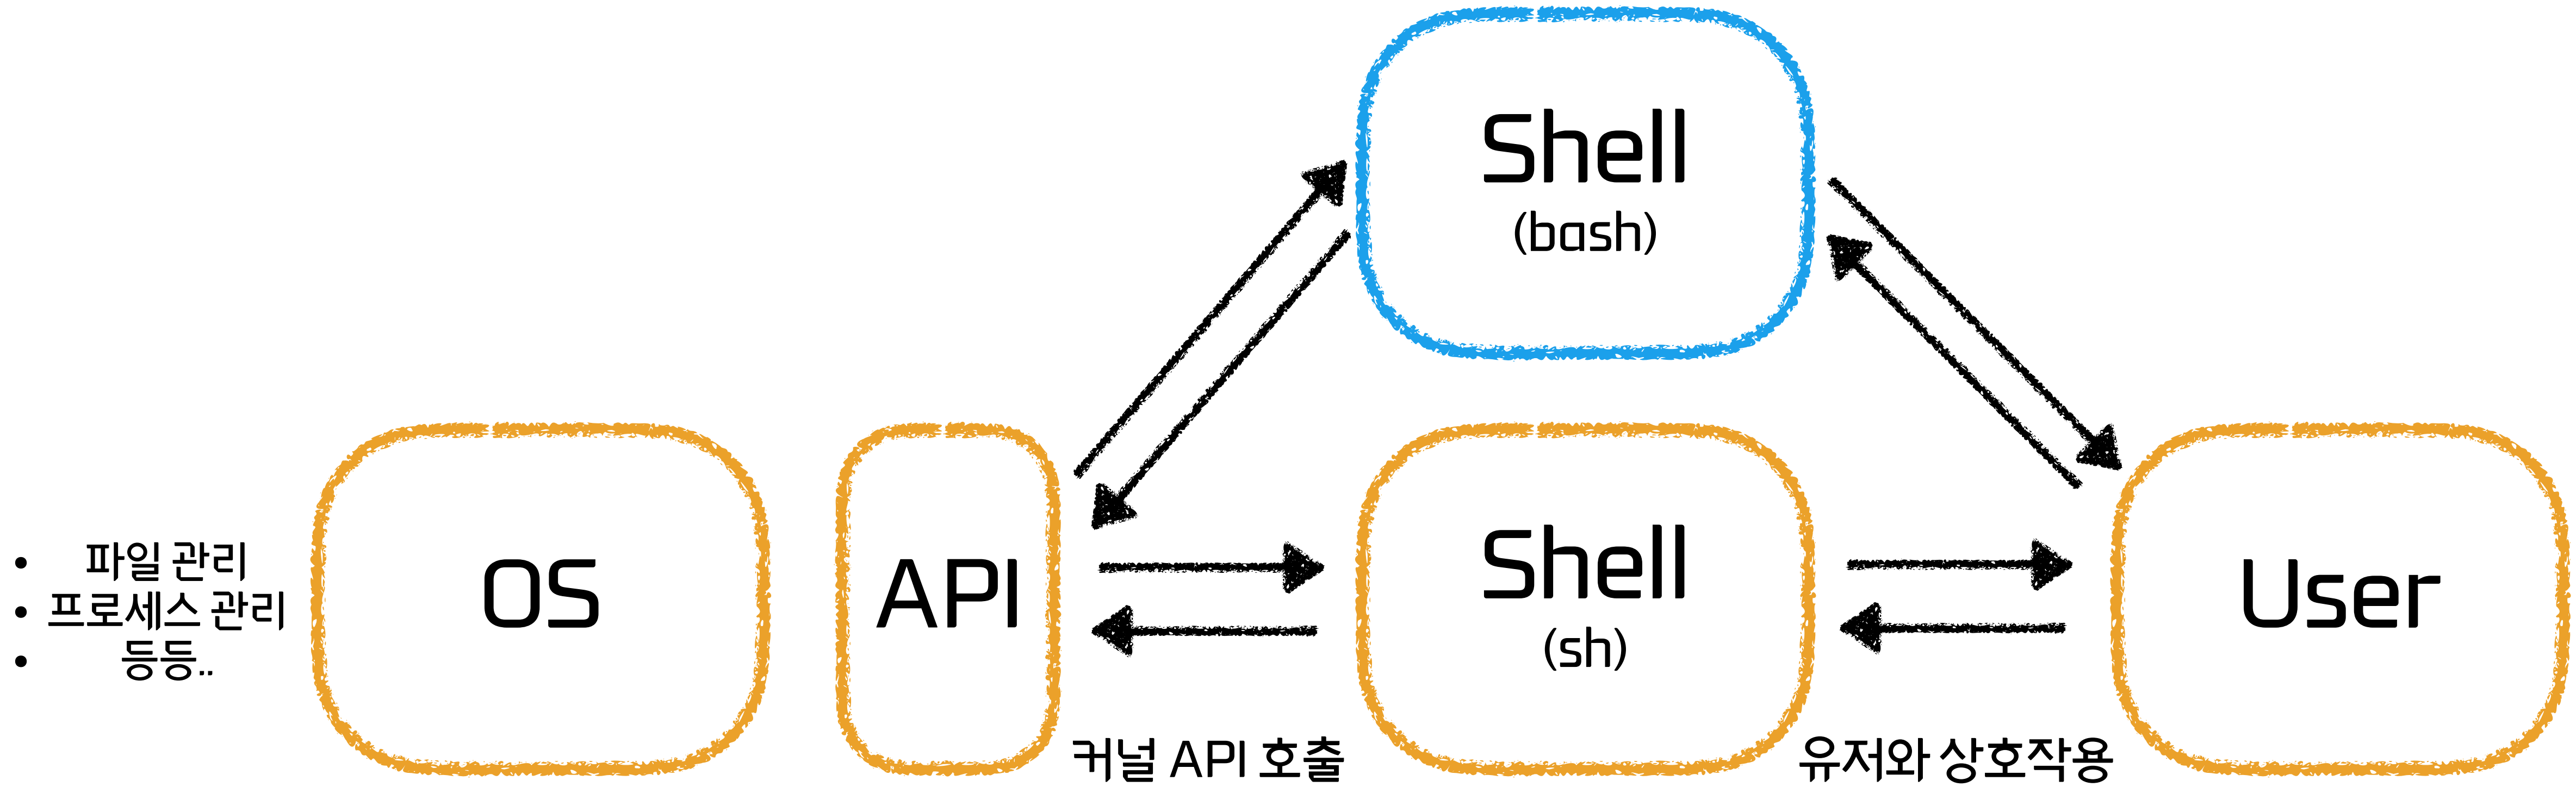 Shell
(bash)
• 파일 관리
• 프로세스 관리
• 등등..
OS
API
Shell
(sh)
User
커널 API 호출
유저와 상호작용